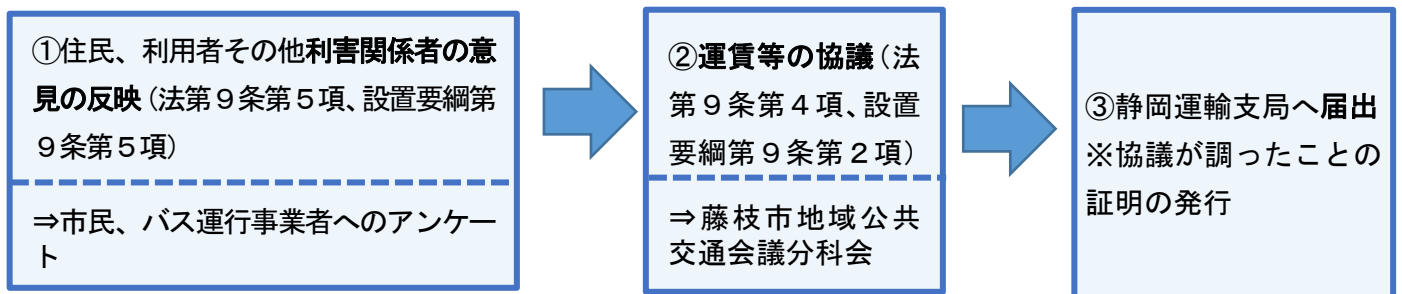 ①住民、利用者その他利害関係者の意
見の反映(法第９条第５項、設置要綱第
９条第５項)
⇒市民、バス運行事業者へのアンケー
ト
②運賃等の協議(法
第９条第４項、設置
要綱第９条第２項)
⇒藤枝市地域公共
交通会議分科会
③静岡運輸支局へ届出
※協議が調ったことの
証明の発行